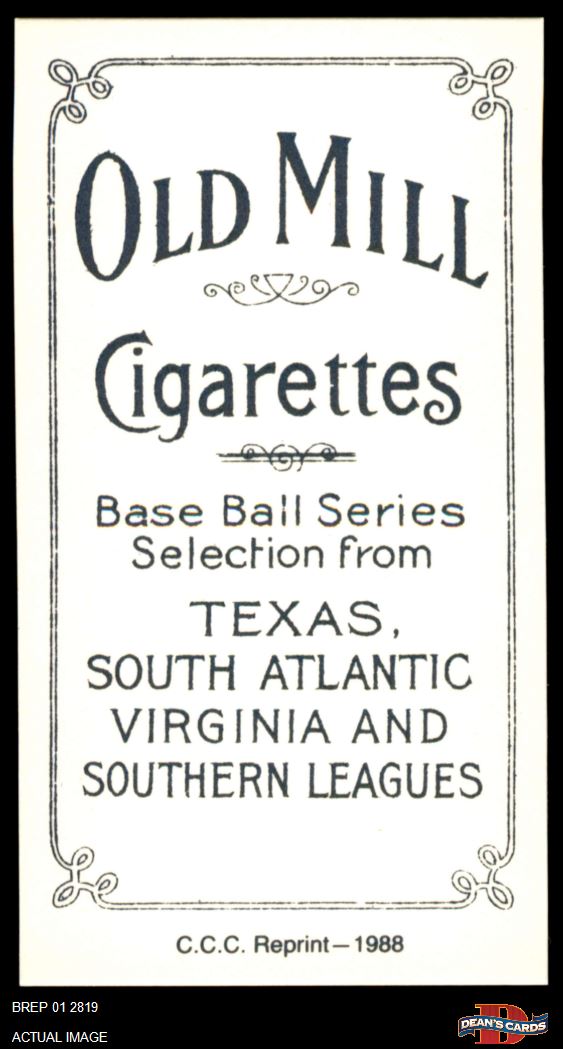 OLD MILL
Cigarettes
Base Ball Series
Selection from
TEXAS,
SOUTH ATLANTIC
VIRGINIA AND
SOUTHERN LEAGUES
C.C.C. Reprint—1988
BREP 01 2819
ACTUAL IMAGE
D
DEAN'S CARDS